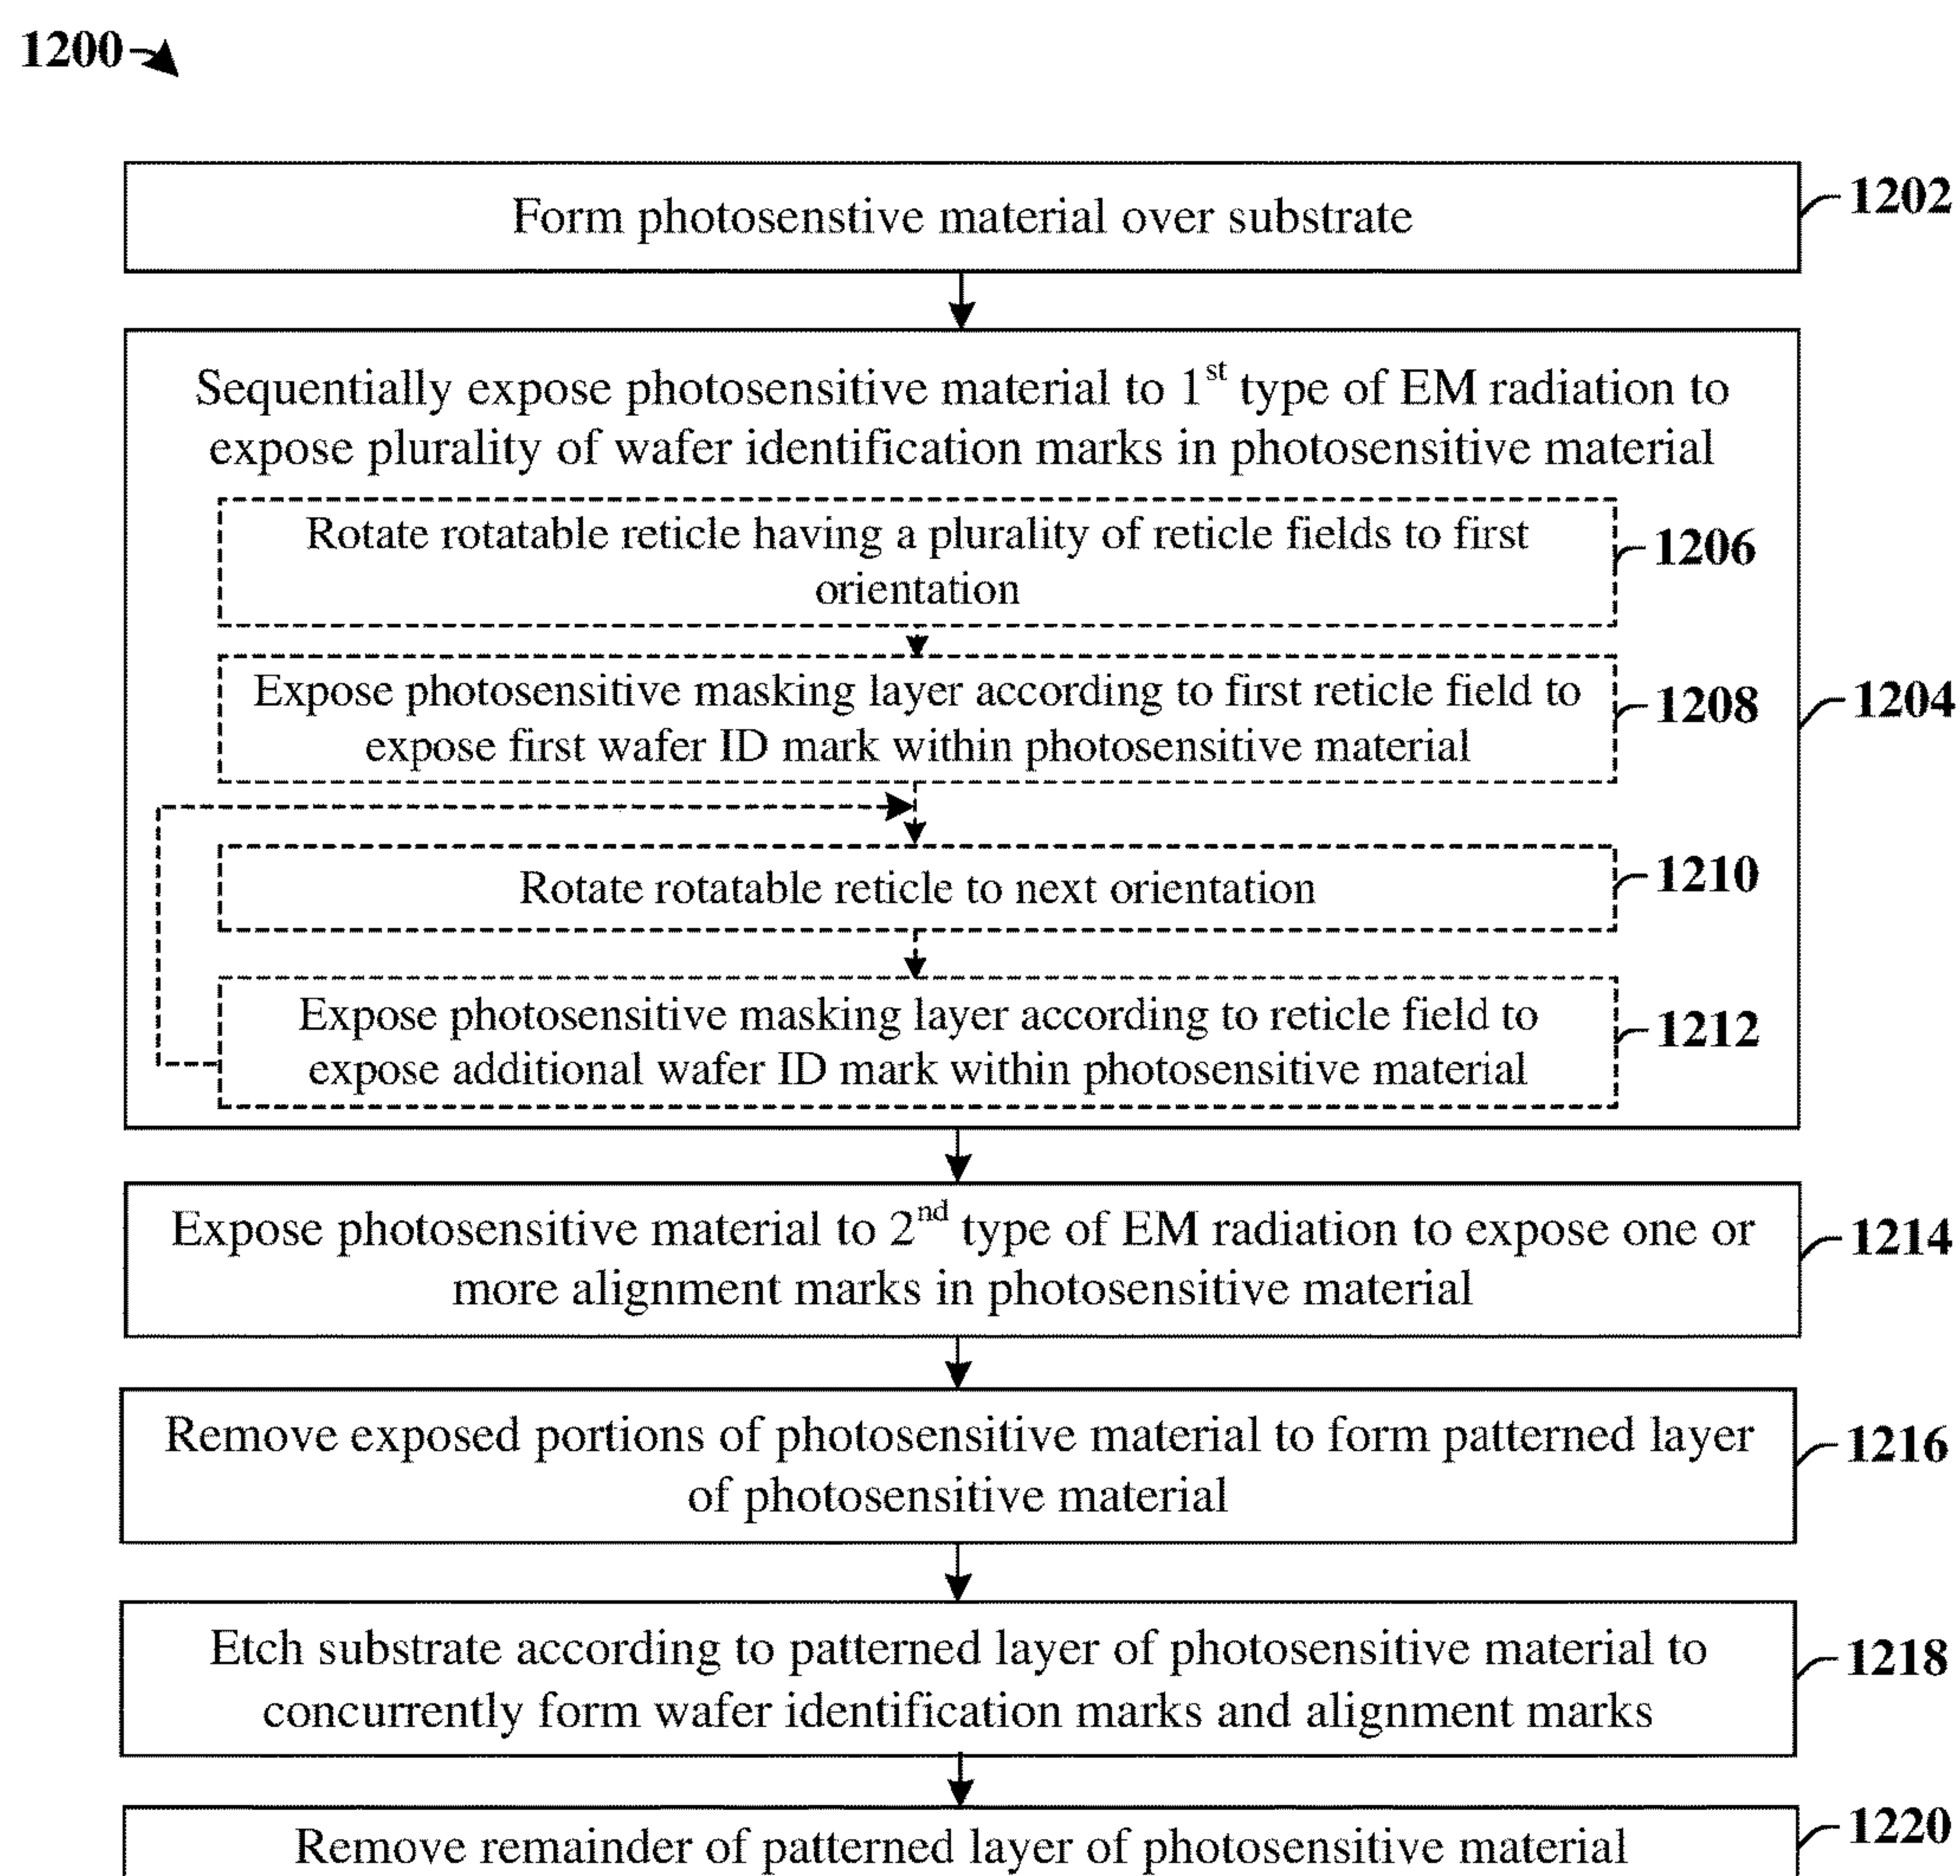 1200
Form photosenstive material over substrate
1202
Sequentially expose photosensitive material to 1st type of EM radiation to
expose plurality of wafer identification marks in photosensitive material
Rotate rotatable reticle having a plurality of reticle fields to first
orientation
1206
Expose photosensitive masking layer according to first reticle field to
expose first wafer ID mark within photosensitive material
1208
1204
Rotate rotatable reticle to next orientation
1210
Expose photosensitive masking layer according to reticle field to
expose additional wafer ID mark within photosensitive material
1212
Expose photosensitive material to 2nd type of EM radiation to expose one or
more alignment marks in photosensitive material
1214
Remove exposed portions of photosensitive material to form patterned layer
of photosensitive material
1216
Etch substrate according to patterned layer of photosensitive material to
concurrently form wafer identification marks and alignment marks
1218
Remove remainder of patterned layer of photosensitive material
1220